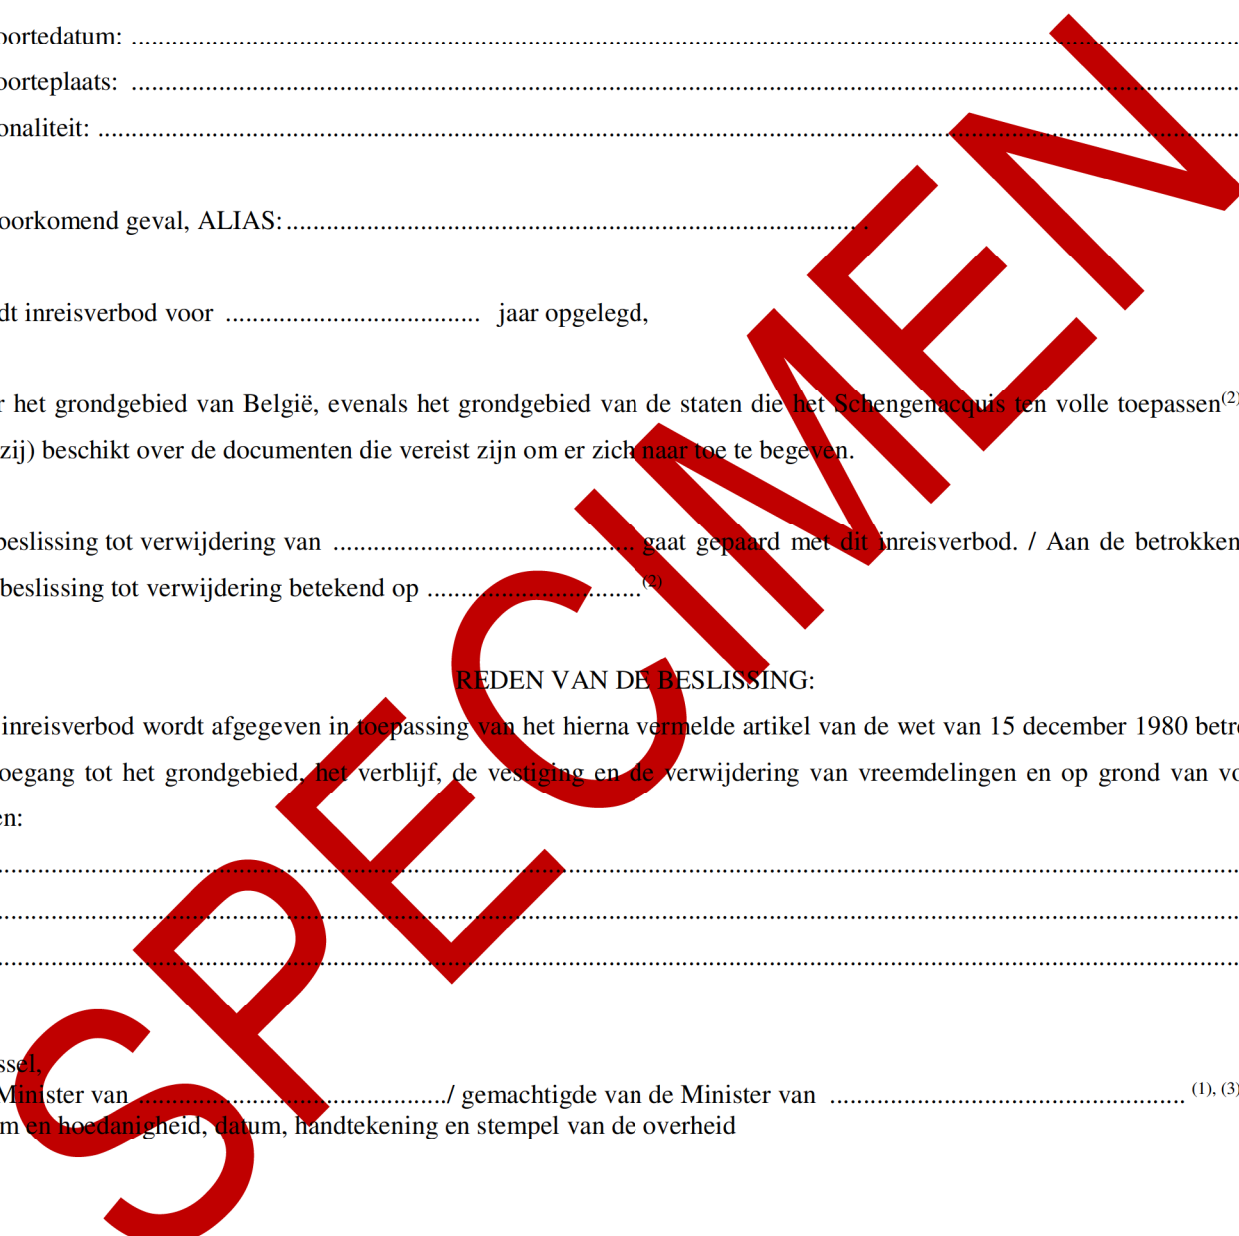 oortedatum: ....................................................................................................
oorteplaats: ....................................................................................................
onaliteit: ....................................................................................................
oorkomend geval, ALIAS:....................................................................................
dt inreisverbod voor ...................................... jaar opgelegd,
r het grondgebied van België, evenals het grondgebied van de staten die het Schengenacquis ten volle toepassen(2)
zij) beschikt over de documenten die vereist zijn om er zich naar toe te begeven.
beslissing tot verwijdering van ............................................. gaat gepaard met dit inreisverbod. / Aan de betrokken
beslissing tot verwijdering betekend op ................................(2)
REDEN VAN DE BESLISSING:
inreisverbod wordt afgegeven in toepassing van het hierna vermelde artikel van de wet van 15 december 1980 betr
oegang tot het grondgebied, het verblijf, de vestiging en de verwijdering van vreemdelingen en op grond van vo
en:
....................................................................................................
....................................................................................................
....................................................................................................
ssel,
Minister van ............................................../ gemachtigde van de Minister van ..................................................... (1), (3)
m en hoedanigheid, datum, handtekening en stempel van de overheid
SPECIMEN